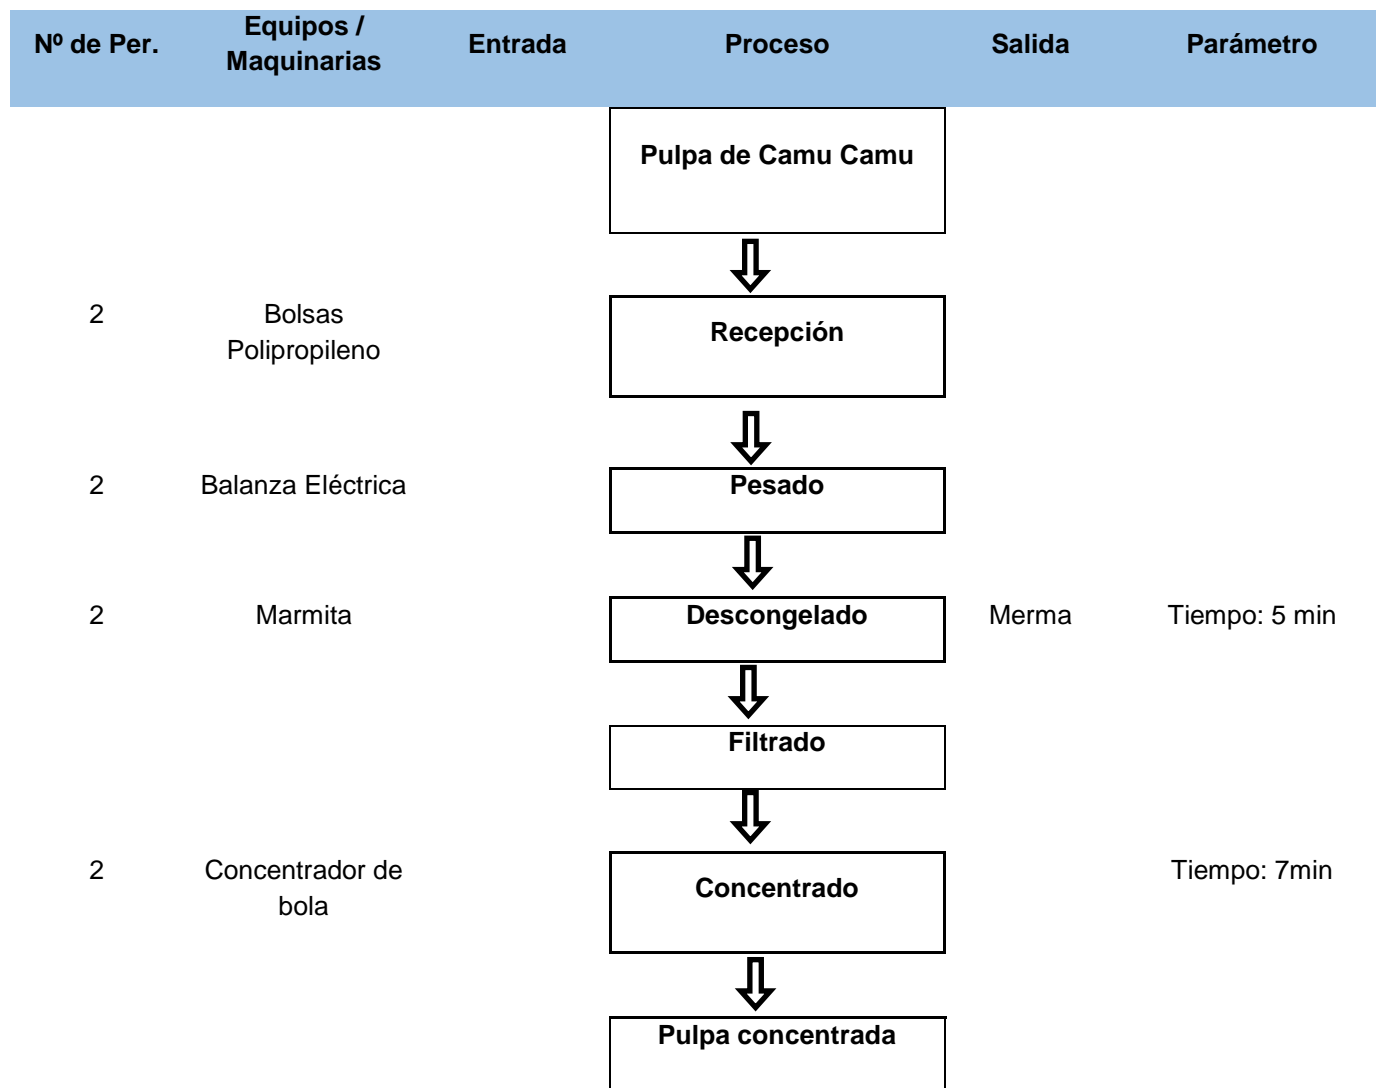 Nº de Per.
Equipos /
Maquinarias
Entrada
Proceso
Salida
Parámetro
Pulpa de Camu Camu
2
Bolsas
Polipropileno
Recepción
2
Balanza Eléctrica
Pesado
2
Marmita
Descongelado
Merma
Tiempo: 5 min
Filtrado
2
Concentrador de
bola
Concentrado
Tiempo: 7min
Pulpa concentrada